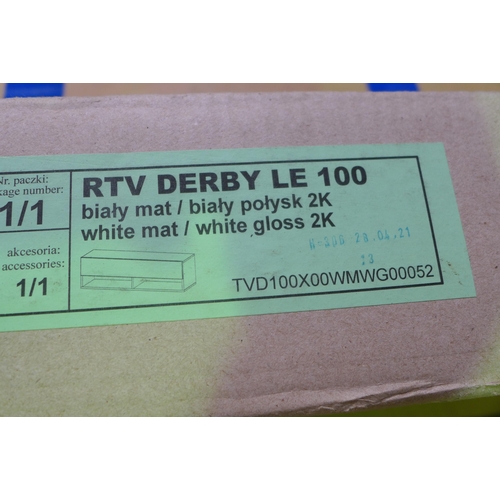 Nr. paczki:
kage number:
1/1
akcesoria:
accessories:
1/1
RTV DERBY LE 100
biały mat / biały połysk 2K
white mat / white gloss 2K
28.04.21
TVD100X00WMWG00052